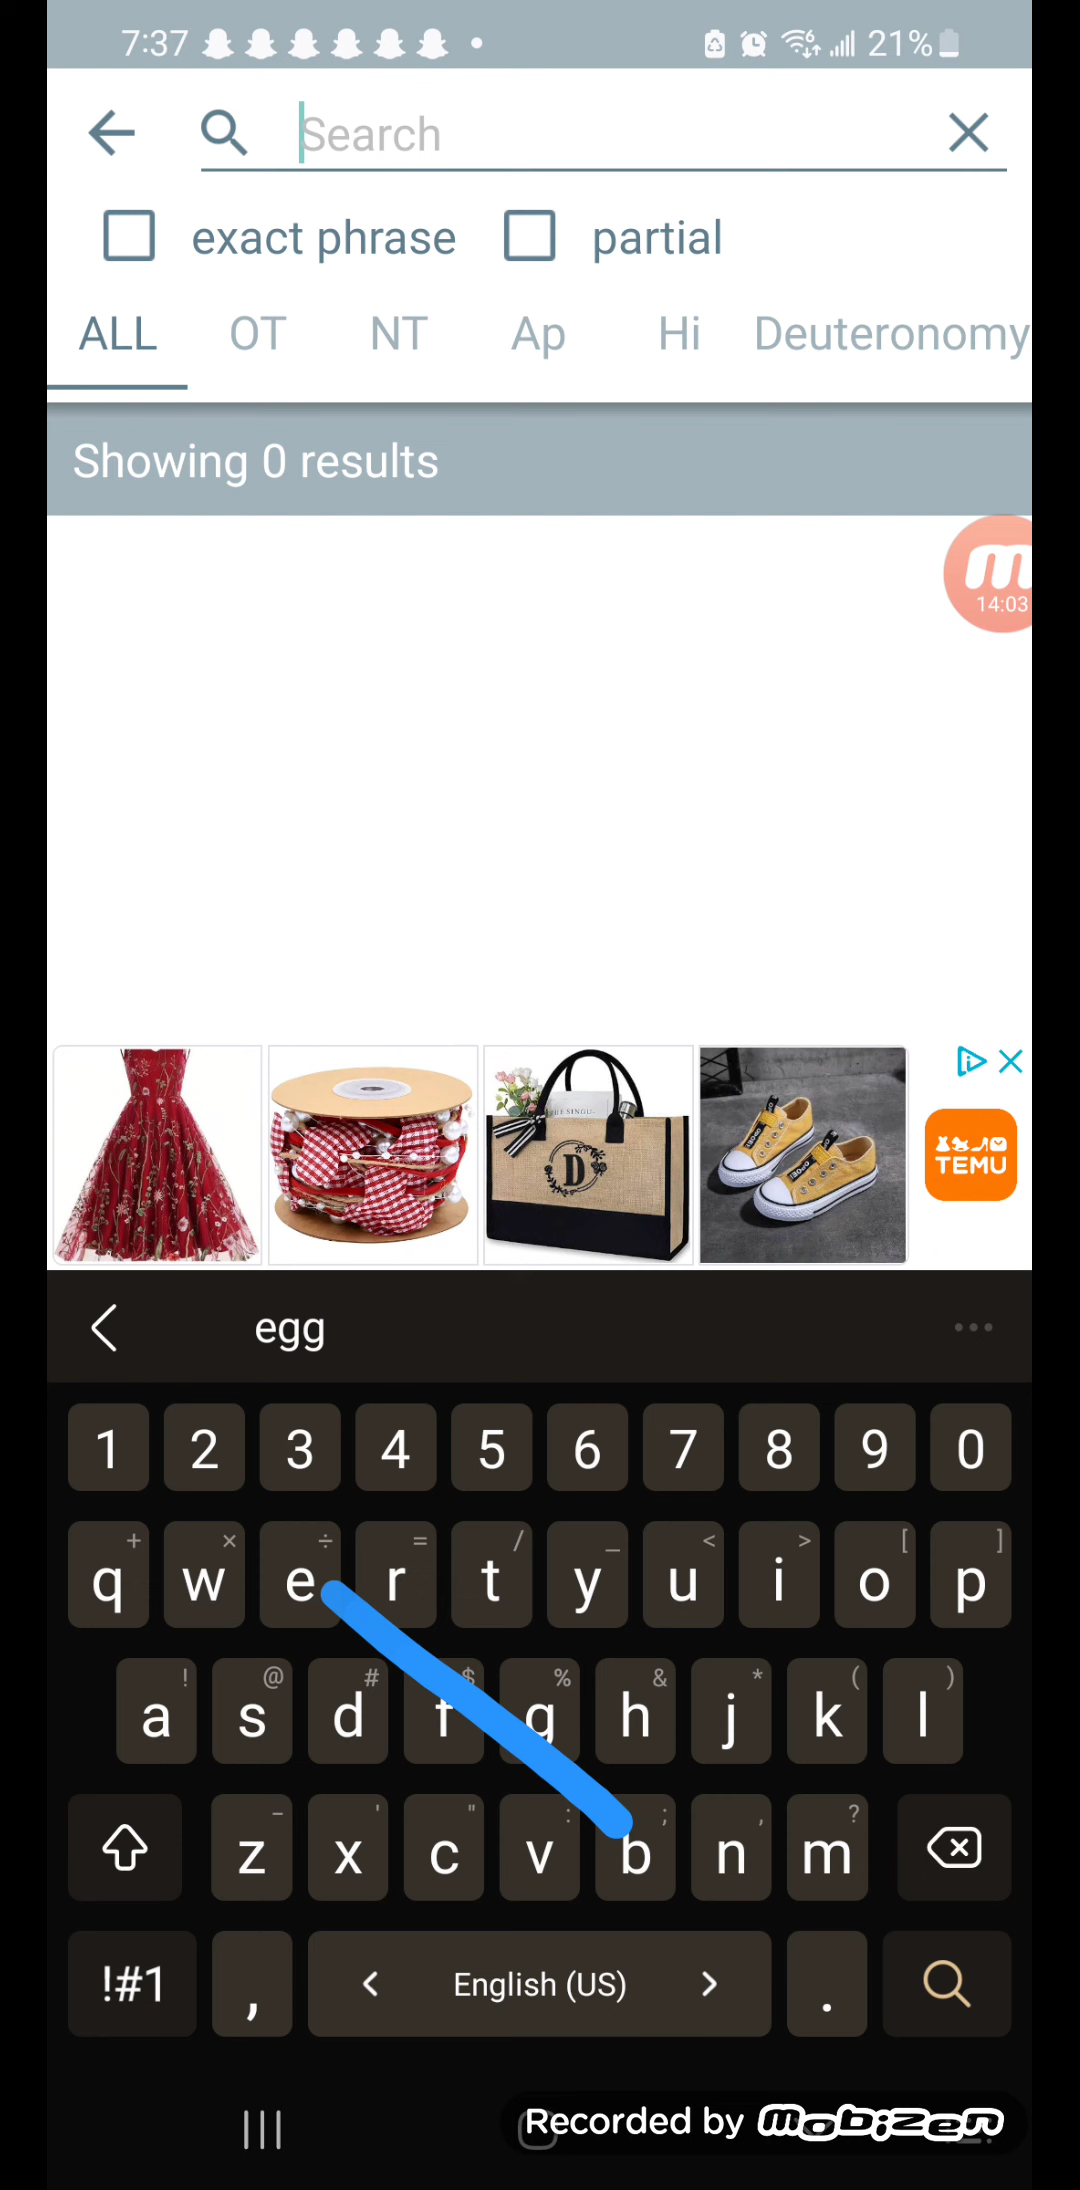 7:37 21%
Search
exact phrase partial
ALL OT NT Ap Hi Deuteronomy
Showing 0 results
m
14:03
D
TEMU
egg
1 2 3 4 5 6 7 8 9 0
+ × ÷ = / _ < > [ ]
q w e r t y u i o p
! @ # $ % & * ( )
a s d f g h j k l
- ' " : ; , ?
z x c v b n m
!#1 , < English (US) > .
Recorded by mobizen